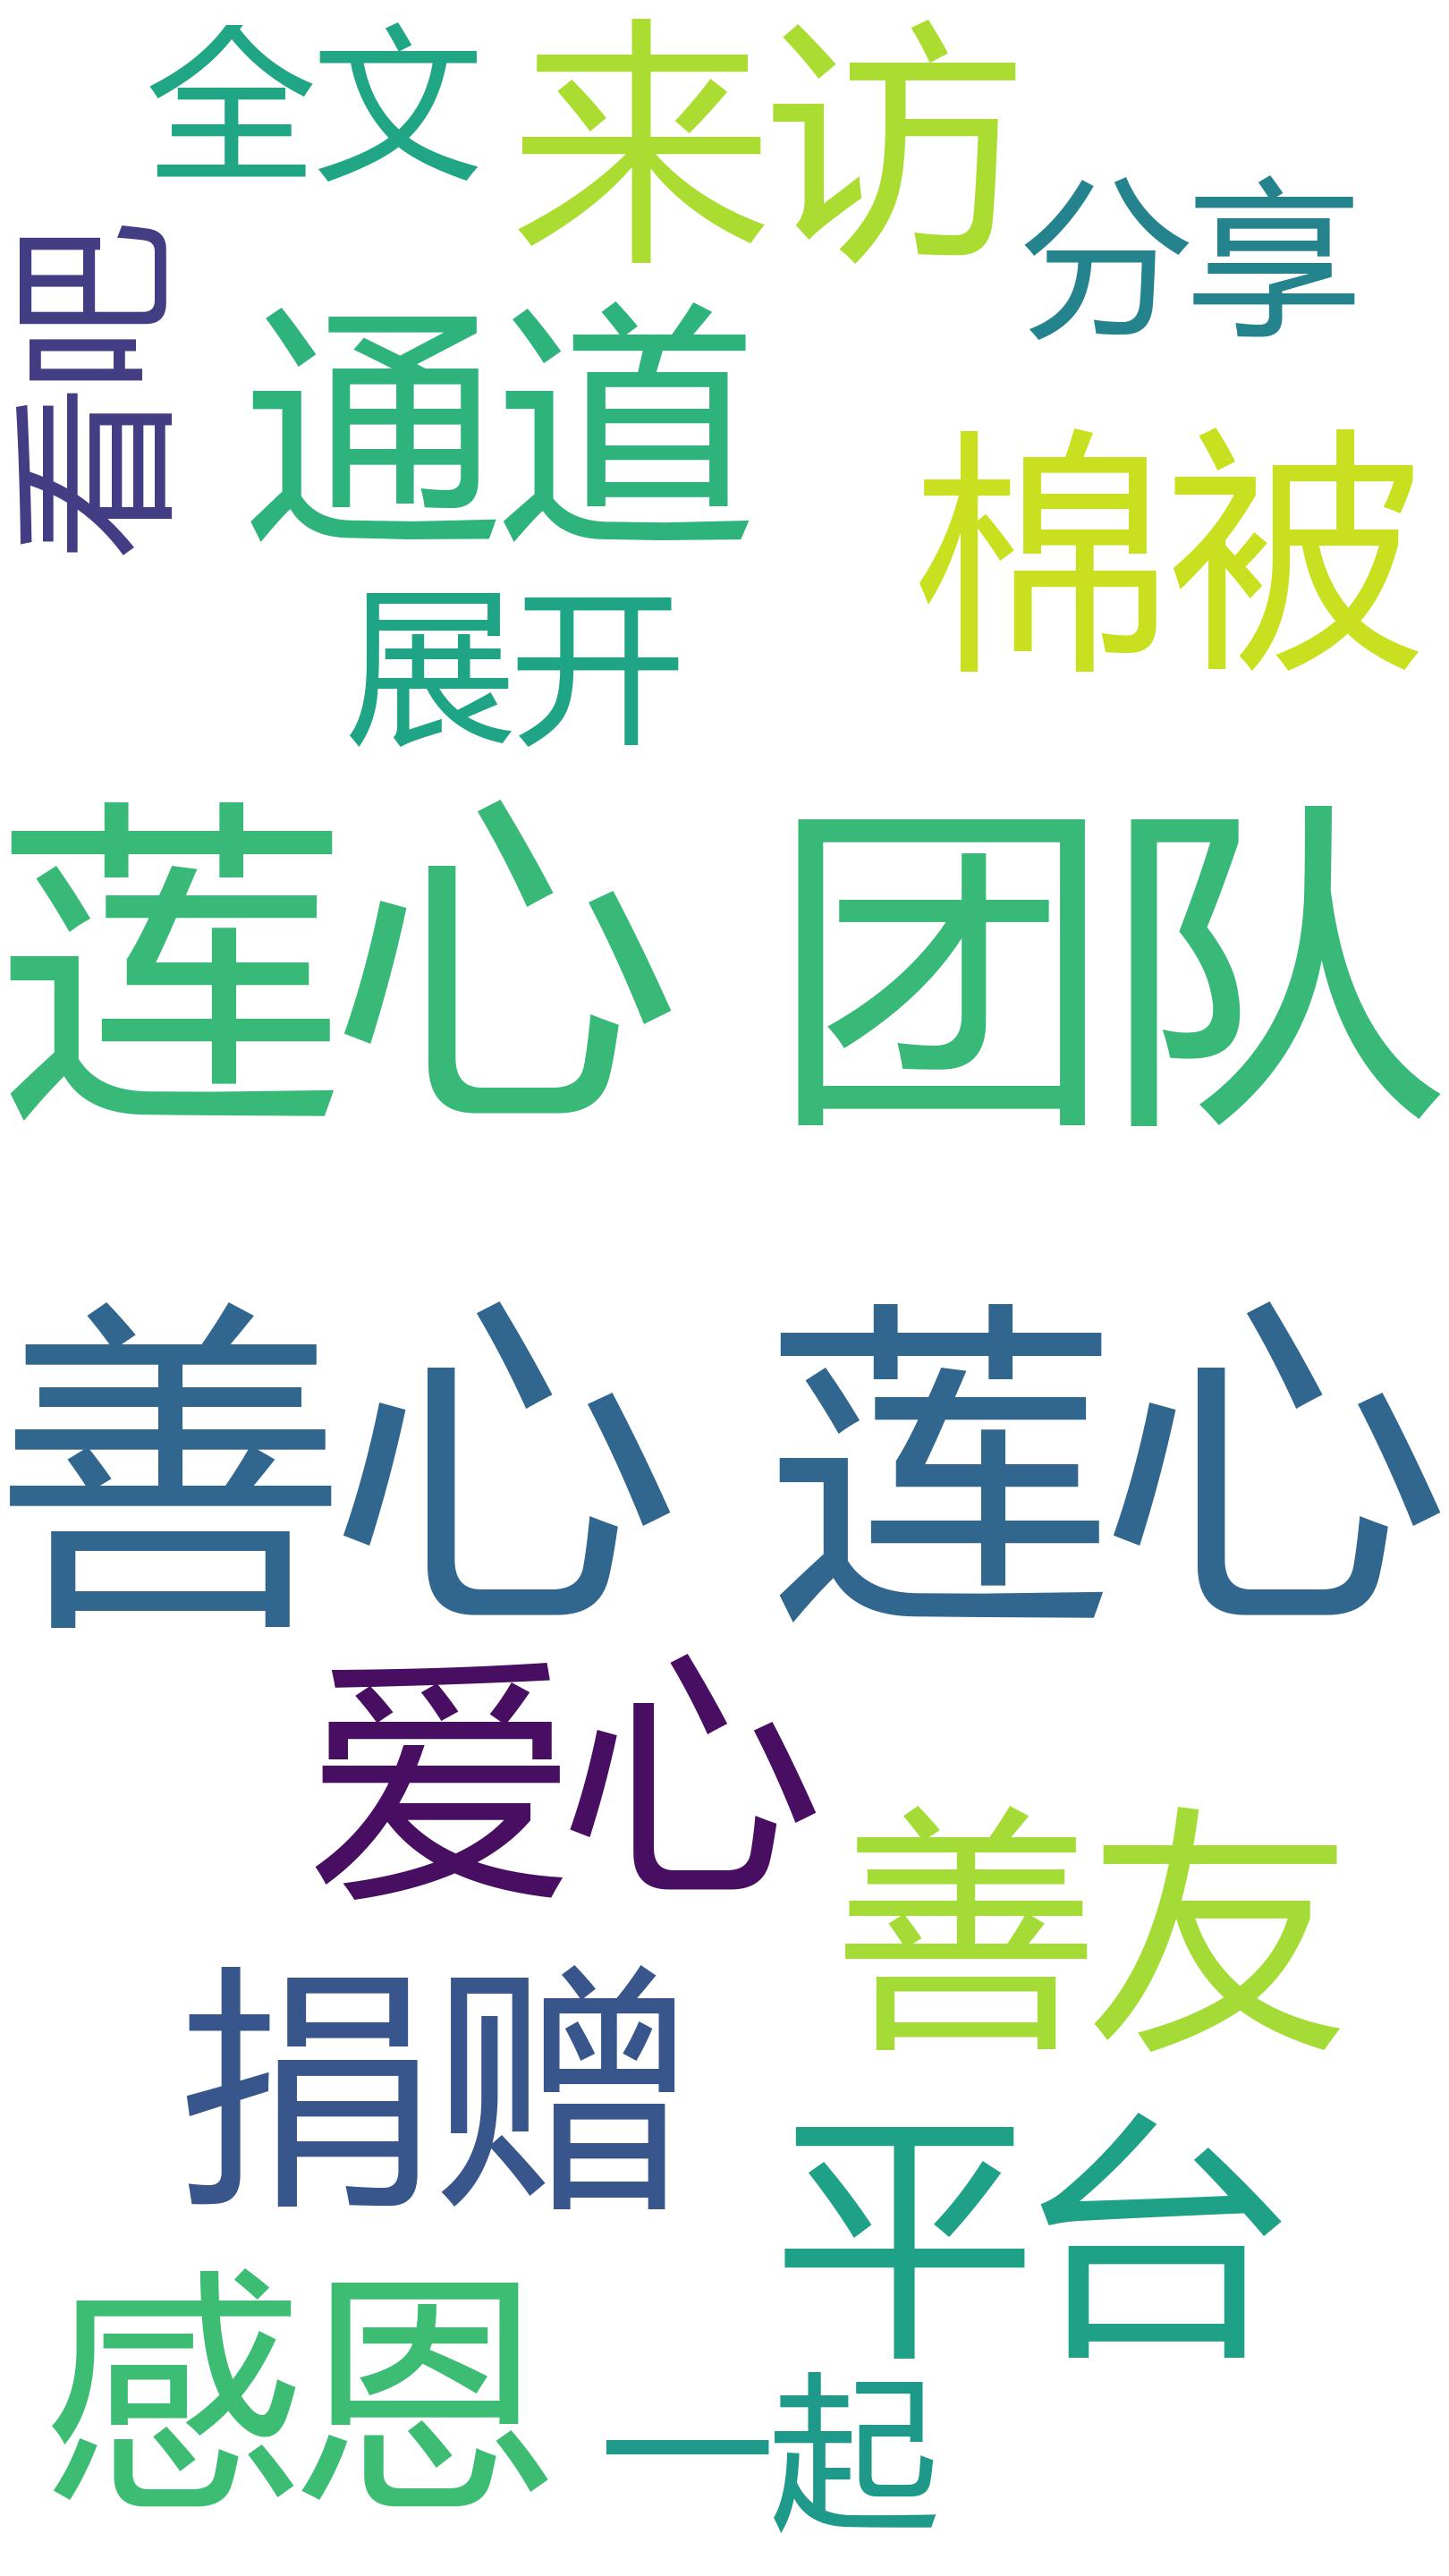 全文
来访
分享
看吧
通道
棉被
展开
莲心 团队
善心 莲心
爱心
善友
捐赠
平台
感恩
一起